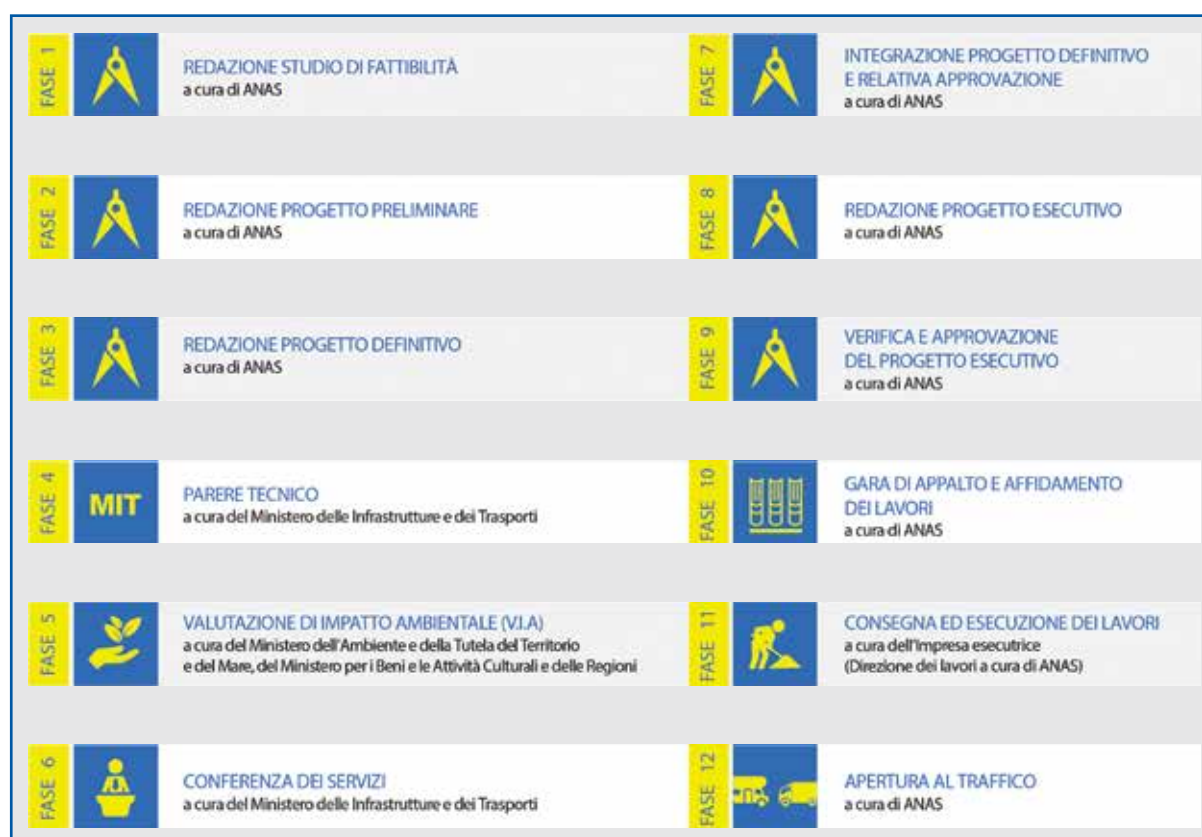 FASE 1
REDAZIONE STUDIO DI FATTIBILITÀ
a cura di ANAS
FASE 2
REDAZIONE PROGETTO PRELIMINARE
a cura di ANAS
FASE 3
REDAZIONE PROGETTO DEFINITIVO
a cura di ANAS
FASE 4
MIT
PARERE TECNICO
a cura del Ministero delle Infrastrutture e dei Trasporti
FASE 5
VALUTAZIONE DI IMPATTO AMBIENTALE (V.I.A)
a cura del Ministero dell'Ambiente e della Tutela del Territorio
e del Mare, del Ministero per i Beni e le Attività Culturali e delle Regioni
FASE 6
CONFERENZA DEI SERVIZI
a cura del Ministero delle Infrastrutture e dei Trasporti
FASE 7
INTEGRAZIONE PROGETTO DEFINITIVO
E RELATIVA APPROVAZIONE
a cura di ANAS
FASE 8
REDAZIONE PROGETTO ESECUTIVO
a cura di ANAS
FASE 9
VERIFICA E APPROVAZIONE
DEL PROGETTO ESECUTIVO
a cura di ANAS
FASE 10
GARA DI APPALTO E AFFIDAMENTO
DEI LAVORI
a cura di ANAS
FASE 11
CONSEGNA ED ESECUZIONE DEI LAVORI
a cura dell'Impresa esecutrice
(Direzione dei lavori a cura di ANAS)
FASE 12
APERTURA AL TRAFFICO
a cura di ANAS